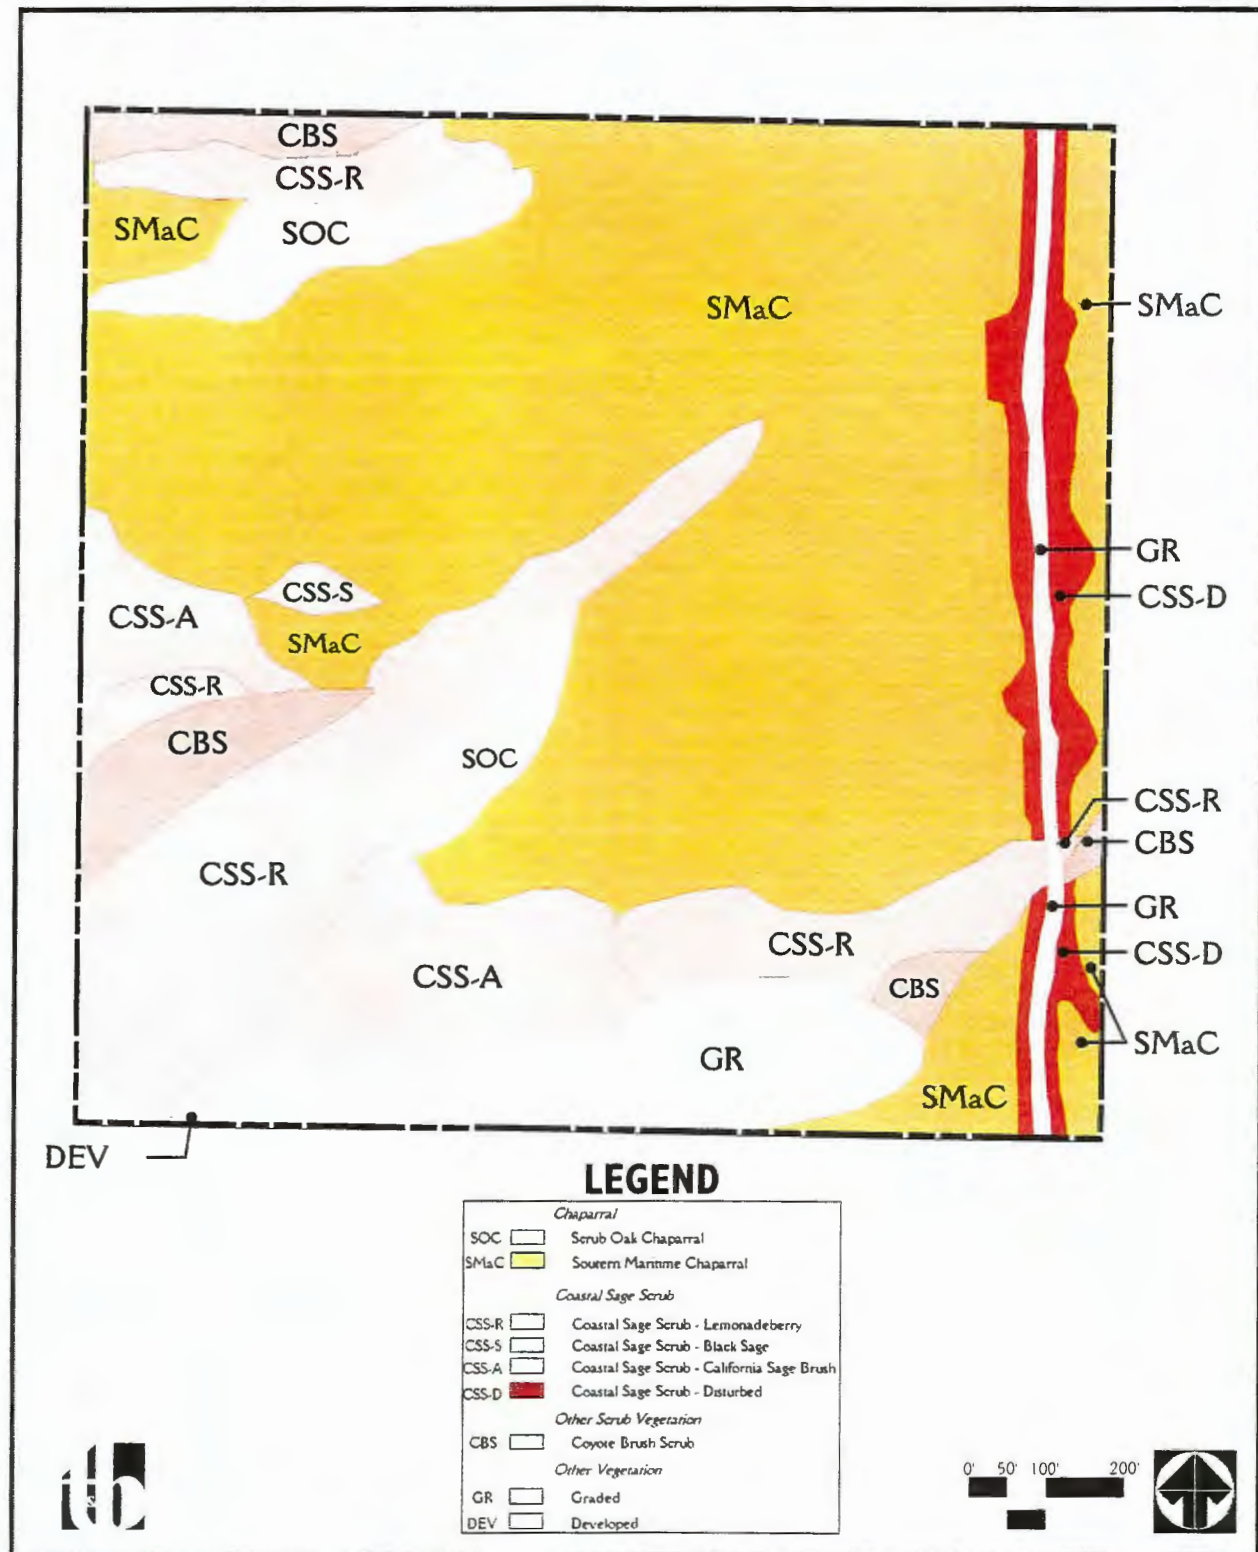 CBS
CSS-R
SMaC
SOC
SMaC
SMaC
GR
CSS-S
CSS-D
CSS-A
SMaC
CSS-R
CBS
SOC
CSS-R
CBS
CSS-R
GR
CSS-R
CSS-D
CSS-A
CBS
SMaC
GR
SMaC
DEV
LEGEND
Chaparral
SOC Scrub Oak Chaparral
SMaC Soutern Maritime Chaparral
Coastal Sage Scrub
CSS-R Coastal Sage Scrub - Lemonadeberry
CSS-S Coastal Sage Scrub - Black Sage
CSS-A Coastal Sage Scrub - California Sage Brush
CSS-D Coastal Sage Scrub - Disturbed
Other Scrub Vegetation
CBS Coyote Brush Scrub
Other Vegetation
GR Graded
DEV Developed
t&b
0' 50' 100' 200'